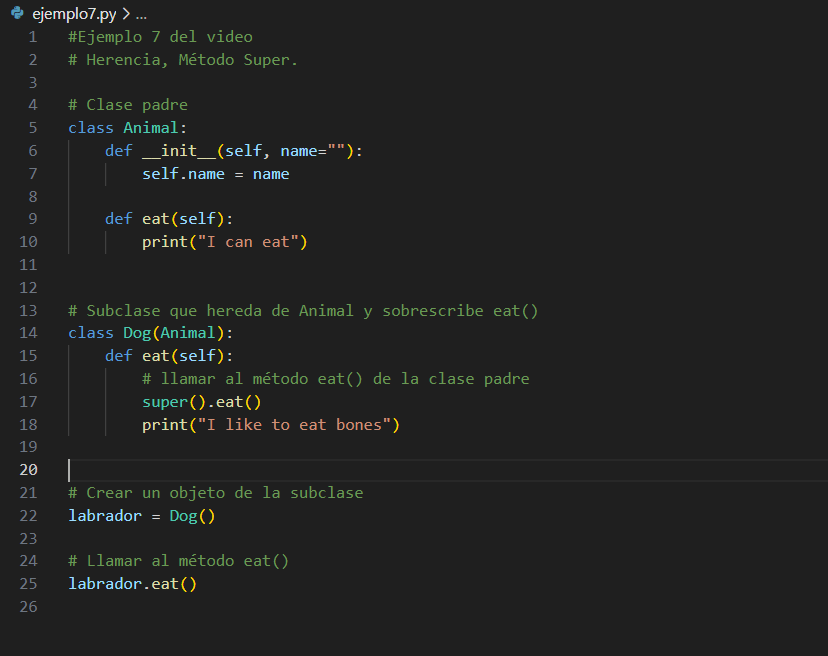 ejemplo7.py > ...
1 #Ejemplo 7 del video
2 # Herencia, Método Super.
3
4 # Clase padre
5 class Animal:
6     def __init__(self, name=""):
7         self.name = name
8
9     def eat(self):
10         print("I can eat")
11
12
13 # Subclase que hereda de Animal y sobrescribe eat()
14 class Dog(Animal):
15     def eat(self):
16         # llamar al método eat() de la clase padre
17         super().eat()
18         print("I like to eat bones")
19
20
21 # Crear un objeto de la subclase
22 labrador = Dog()
23
24 # Llamar al método eat()
25 labrador.eat()
26